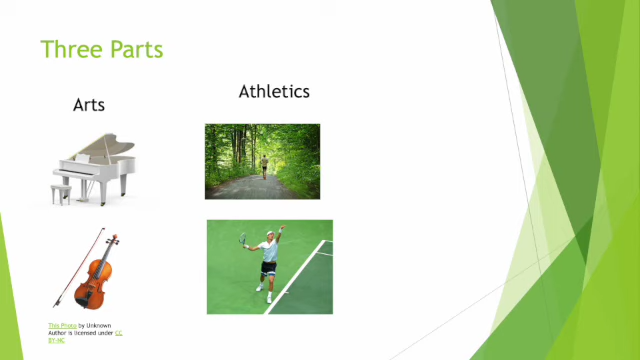 Three Parts
Arts
Athletics
This Photo by Unknown
Author is licensed under CC
BY-NC